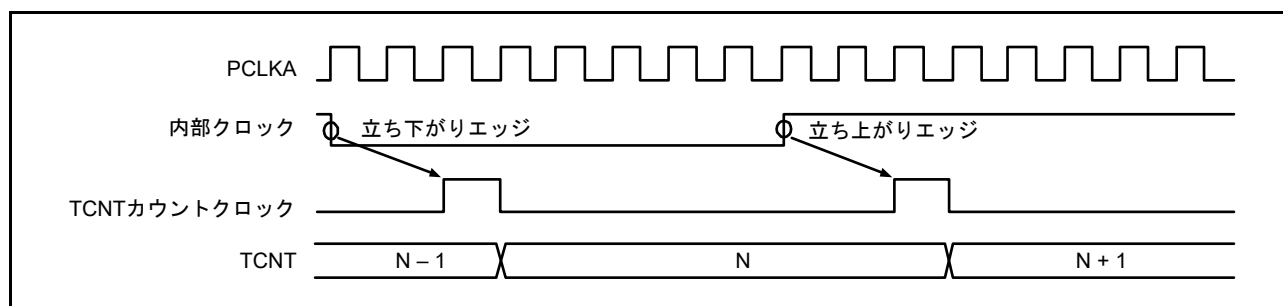 PCLKA
内部クロック
立ち下がりエッジ
立ち上がりエッジ
TCNTカウントクロック
TCNT
N – 1
N
N + 1